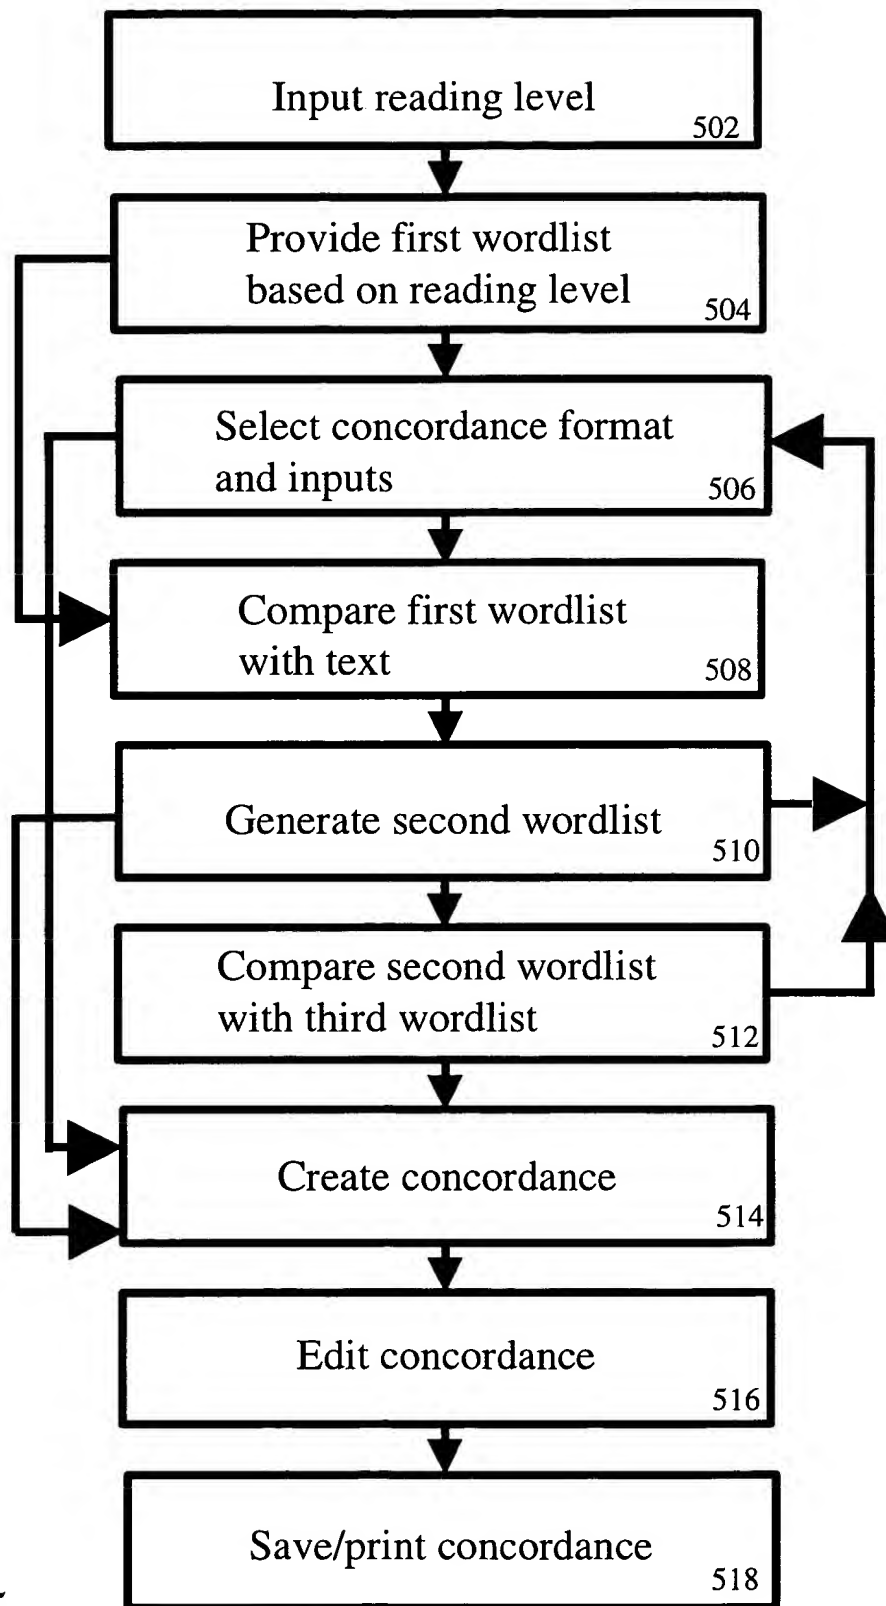 Input reading level
502
Provide first wordlist
based on reading level
504
Select concordance format
and inputs
506
Compare first wordlist
with text
508
Generate second wordlist
510
Compare second wordlist
with third wordlist
512
Create concordance
514
Edit concordance
516
Save/print concordance
518